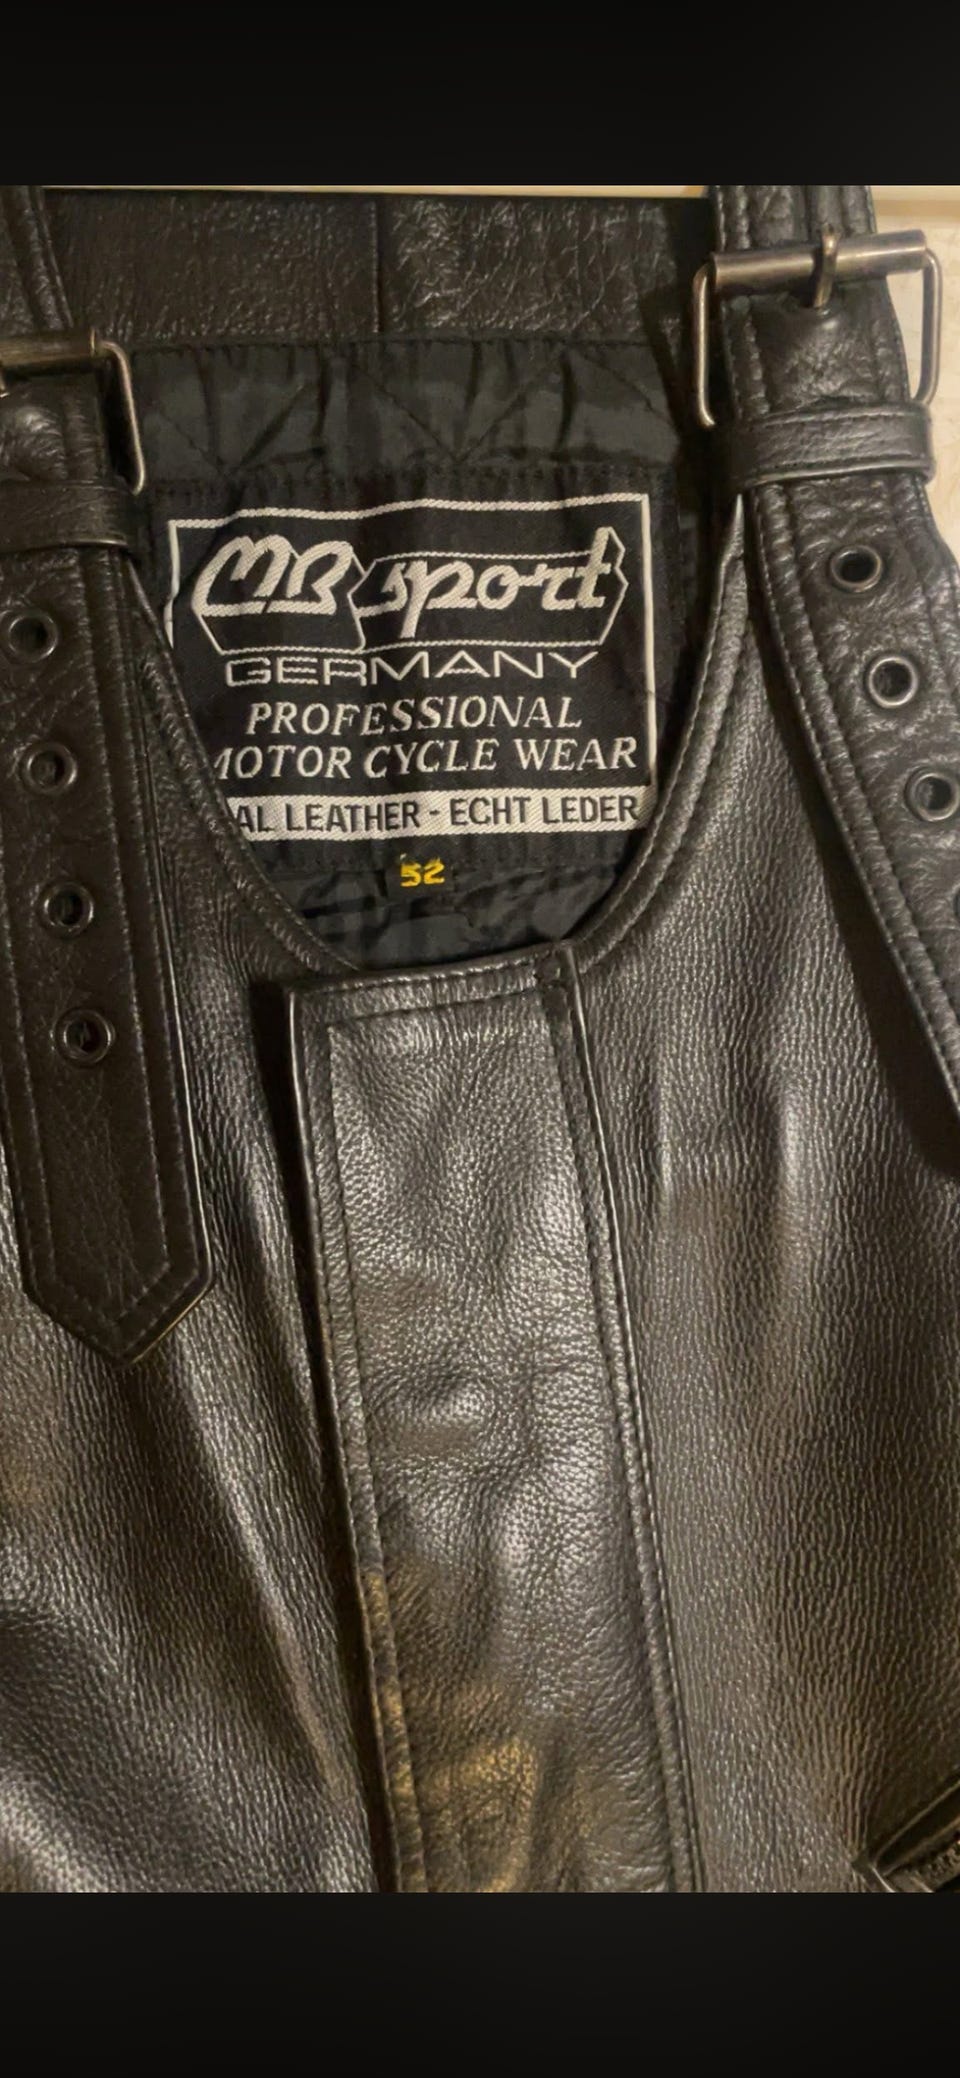 MB sport
GERMANY
PROFESSIONAL
MOTOR CYCLE WEAR
AL LEATHER - ECHT LEDER
52